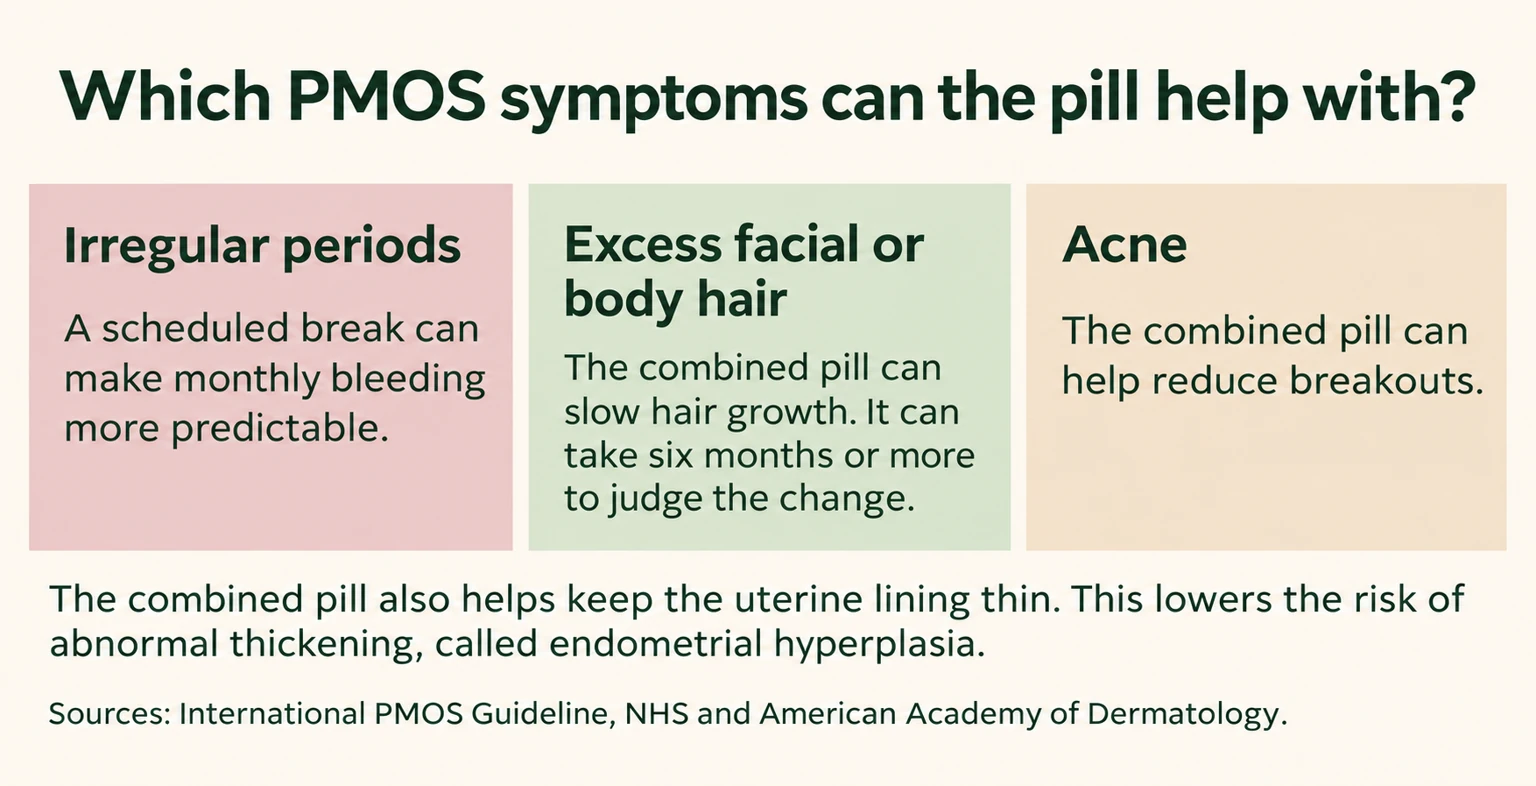 Which PMOS symptoms can the pill help with?
Irregular periods
A scheduled break can
make monthly bleeding
more predictable.
Excess facial or
body hair
The combined pill can
slow hair growth. It can
take six months or more
to judge the change.
Acne
The combined pill can
help reduce breakouts.
The combined pill also helps keep the uterine lining thin. This lowers the risk of
abnormal thickening, called endometrial hyperplasia.
Sources: International PMOS Guideline, NHS and American Academy of Dermatology.